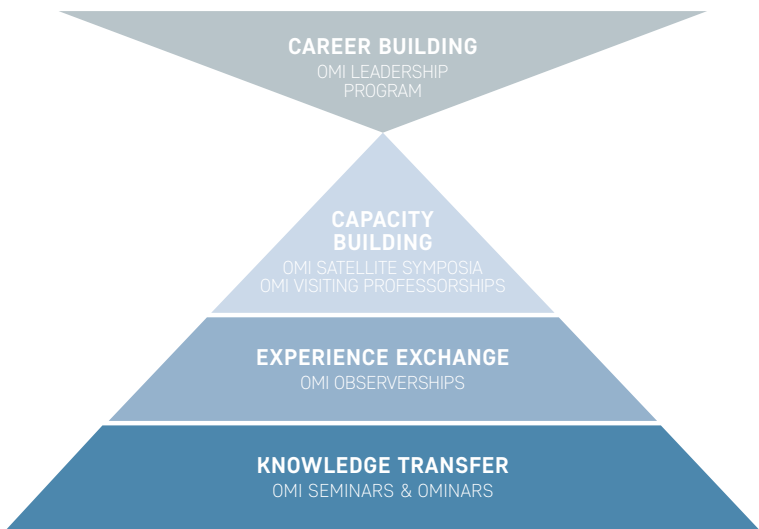 CAREER BUILDING
OMI LEADERSHIP
PROGRAM
CAPACITY
BUILDING
OMI SATELLITE SYMPOSIA
OMI VISITING PROFESSORSHIPS
EXPERIENCE EXCHANGE
OMI OBSERVERSHIPS
KNOWLEDGE TRANSFER
OMI SEMINARS & OMINARS